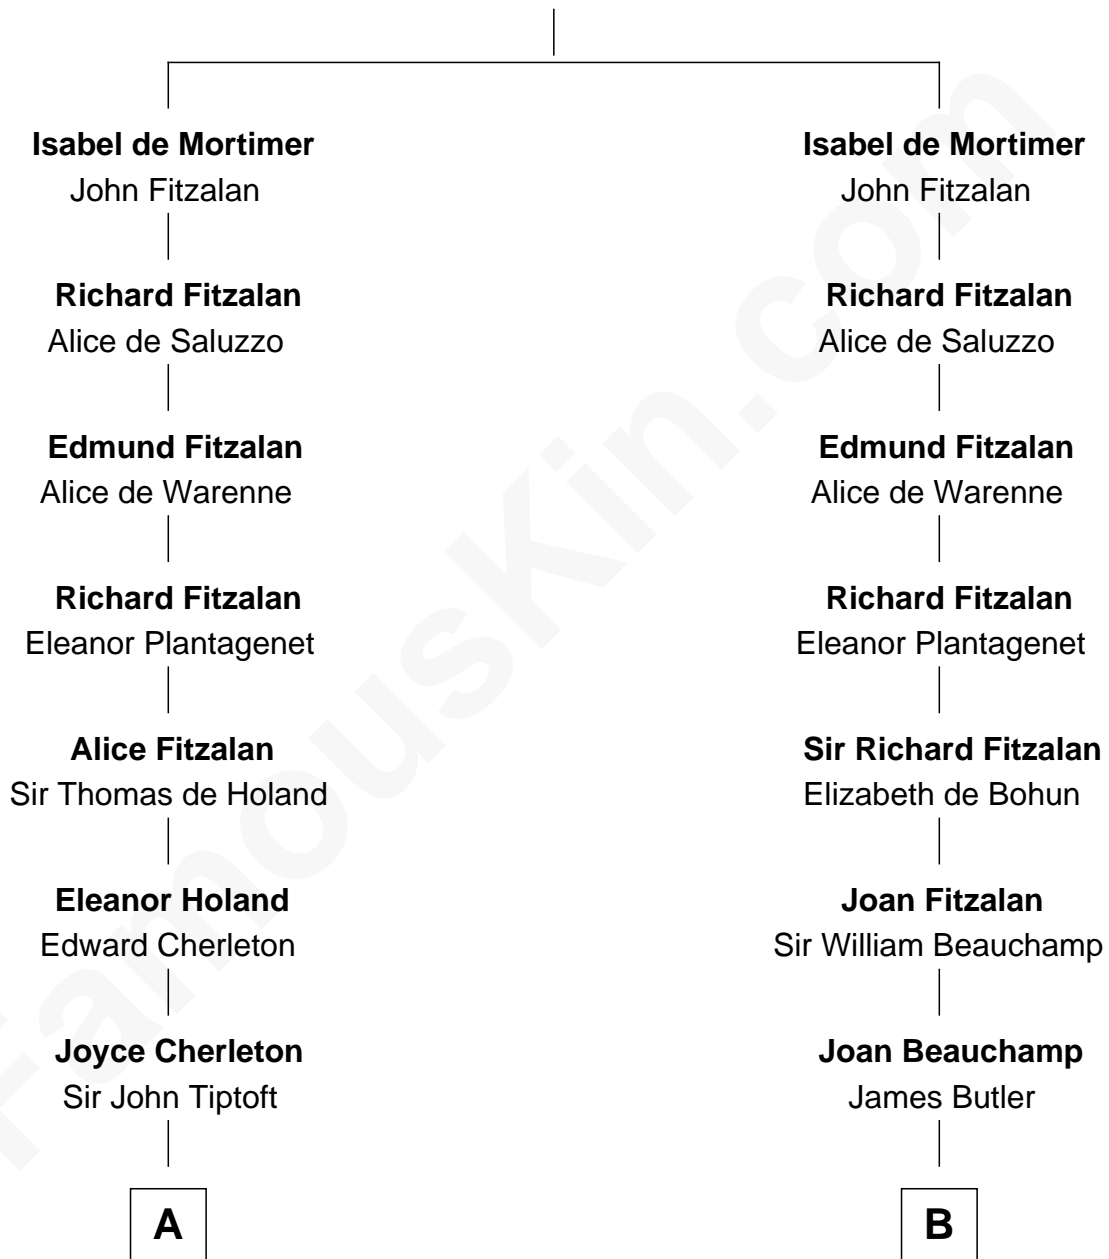 Isabel de Mortimer
John Fitzalan
Richard Fitzalan
Alice de Saluzzo
Edmund Fitzalan
Alice de Warenne
Richard Fitzalan
Eleanor Plantagenet
Alice Fitzalan
Sir Thomas de Holand
Eleanor Holand
Edward Cherleton
Joyce Cherleton
Sir John Tiptoft
A
Isabel de Mortimer
John Fitzalan
Richard Fitzalan
Alice de Saluzzo
Edmund Fitzalan
Alice de Warenne
Richard Fitzalan
Eleanor Plantagenet
Sir Richard Fitzalan
Elizabeth de Bohun
Joan Fitzalan
Sir William Beauchamp
Joan Beauchamp
James Butler
B
FamousKin.com